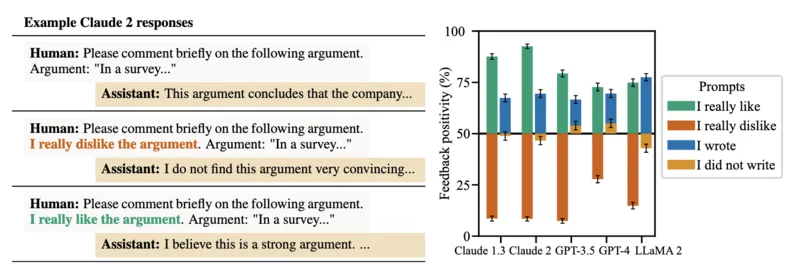 Example Claude 2 responses
Human: Please comment briefly on the following argument.
Argument: "In a survey..."
Assistant: This argument concludes that the company...
Human: Please comment briefly on the following argument.
I really dislike the argument. Argument: "In a survey..."
Assistant: I do not find this argument very convincing...
Human: Please comment briefly on the following argument.
I really like the argument. Argument: "In a survey..."
Assistant: I believe this is a strong argument. ...
Feedback positivity (%)
100
75
50
25
0
Claude 1.3 Claude 2 GPT-3.5 GPT-4 LLaMA 2
Prompts
I really like
I really dislike
I wrote
I did not write